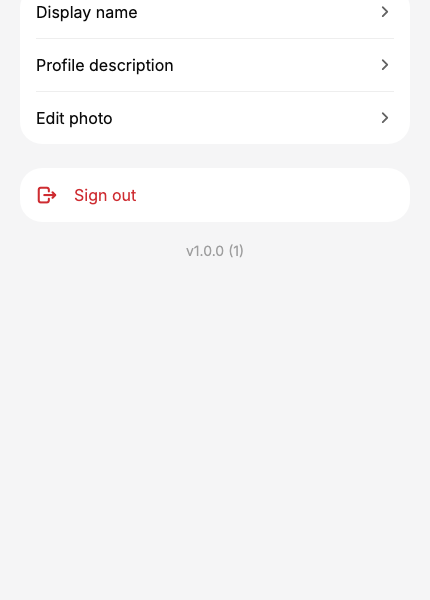 Display name
Profile description
Edit photo
Sign out
v1.0.0 (1)